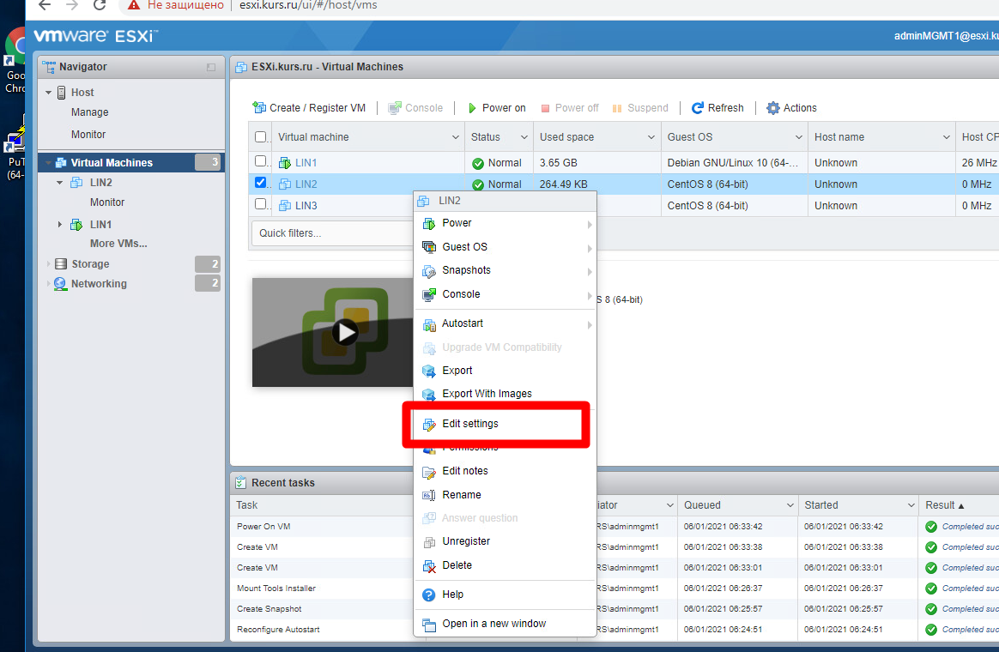 Не защищено esxi.kurs.ru/ui/#/host/vms
vmware ESXi™
adminMGMT1@esxi.ku
Goo
Chro
PuT
(64-
Navigator
Host
Manage
Monitor
Virtual Machines 3
LIN2
Monitor
LIN1
More VMs...
Storage 2
Networking 2
ESXi.kurs.ru - Virtual Machines
Create / Register VM Console Power on Power off Suspend Refresh Actions
Virtual machine Status Used space Guest OS Host name Host CP
LIN1 Normal 3.65 GB Debian GNU/Linux 10 (64-... Unknown 26 MHz
LIN2 Normal 264.49 KB CentOS 8 (64-bit) Unknown 0 MHz
LIN3 CentOS 8 (64-bit) Unknown 0 MHz
Quick filters...
S 8 (64-bit)
LIN2
Power
Guest OS
Snapshots
Console
Autostart
Upgrade VM Compatibility
Export
Export With Images
Edit settings
Permissions
Edit notes
Rename
Answer question
Unregister
Delete
Help
Open in a new window
Recent tasks
Task iator Queued Started Result ▲
Power On VM RS\adminmgmt1 06/01/2021 06:33:42 06/01/2021 06:33:42 Completed suc
Create VM RS\adminmgmt1 06/01/2021 06:33:38 06/01/2021 06:33:38 Completed suc
Create VM RS\adminmgmt1 06/01/2021 06:33:01 06/01/2021 06:33:01 Completed suc
Mount Tools Installer RS\adminmgmt1 06/01/2021 06:26:37 06/01/2021 06:26:37 Completed suc
Create Snapshot RS\adminmgmt1 06/01/2021 06:25:57 06/01/2021 06:25:57 Completed suc
Reconfigure Autostart RS\adminmgmt1 06/01/2021 06:24:51 06/01/2021 06:24:51 Completed suc